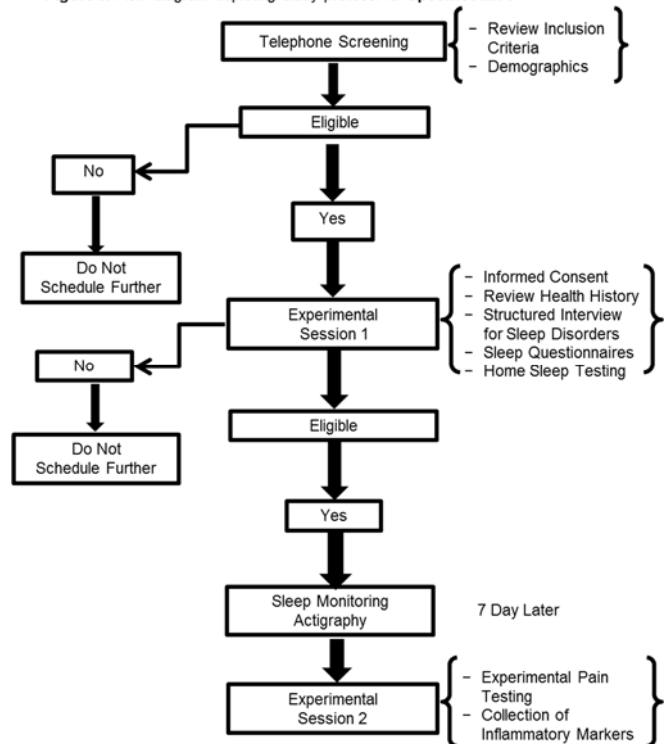 Telephone Screening
− Review Inclusion
Criteria
− Demographics
Eligible
No
Yes
Do Not
Schedule Further
Experimental
Session 1
− Informed Consent
− Review Health History
− Structured Interview
for Sleep Disorders
− Sleep Questionnaires
− Home Sleep Testing
No
Do Not
Schedule Further
Eligible
Yes
Sleep Monitoring
Actigraphy
7 Day Later
Experimental
Session 2
− Experimental Pain
Testing
− Collection of
Inflammatory Markers